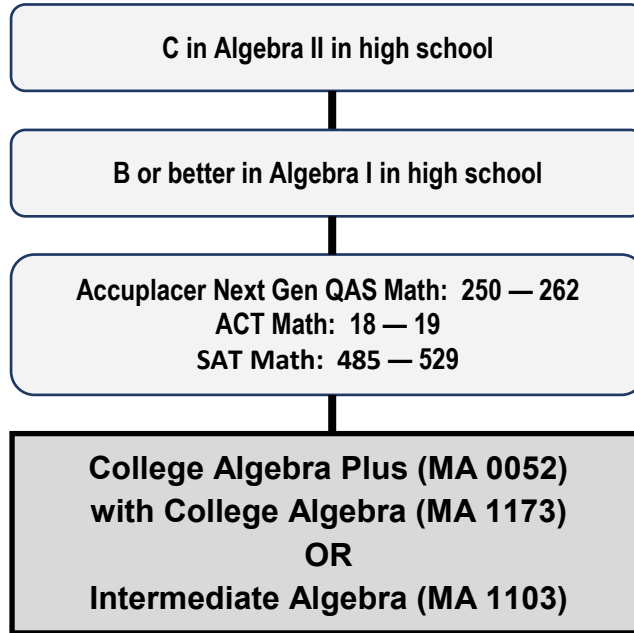 C in Algebra II in high school
B or better in Algebra I in high school
Accuplacer Next Gen QAS Math: 250 — 262
ACT Math: 18 — 19
SAT Math: 485 — 529
College Algebra Plus (MA 0052)
with College Algebra (MA 1173)
OR
Intermediate Algebra (MA 1103)